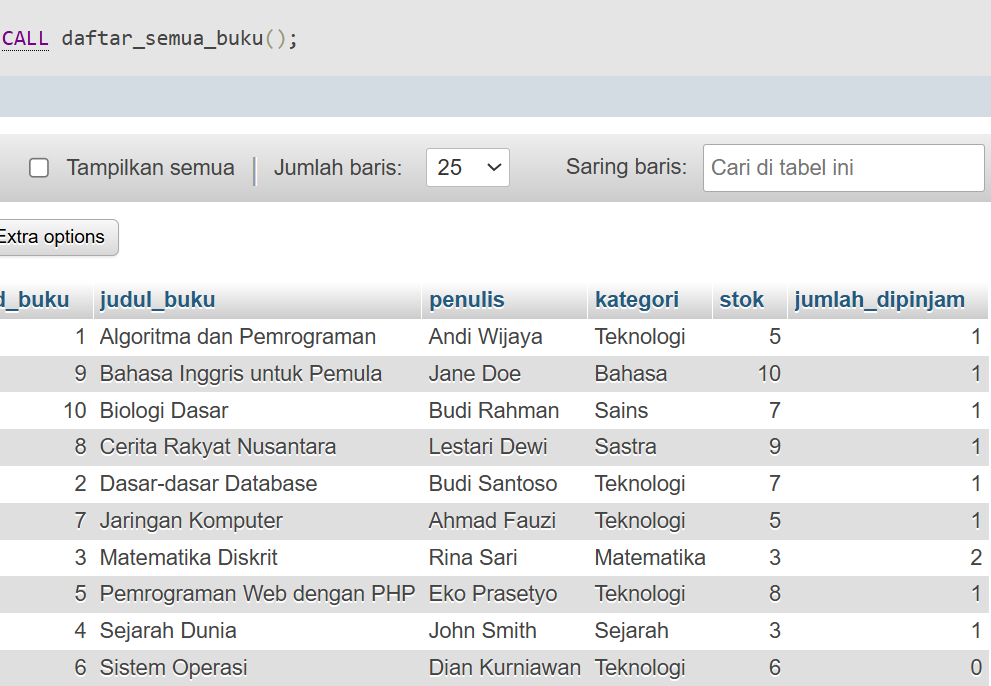 CALL daftar_semua_buku();
Tampilkan semua Jumlah baris: 25 Saring baris: Cari di tabel ini
Extra options
d_buku judul_buku penulis kategori stok jumlah_dipinjam
1 Algoritma dan Pemrograman Andi Wijaya Teknologi 5 1
9 Bahasa Inggris untuk Pemula Jane Doe Bahasa 10 1
10 Biologi Dasar Budi Rahman Sains 7 1
8 Cerita Rakyat Nusantara Lestari Dewi Sastra 9 1
2 Dasar-dasar Database Budi Santoso Teknologi 7 1
7 Jaringan Komputer Ahmad Fauzi Teknologi 5 1
3 Matematika Diskrit Rina Sari Matematika 3 2
5 Pemrograman Web dengan PHP Eko Prasetyo Teknologi 8 1
4 Sejarah Dunia John Smith Sejarah 3 1
6 Sistem Operasi Dian Kurniawan Teknologi 6 0